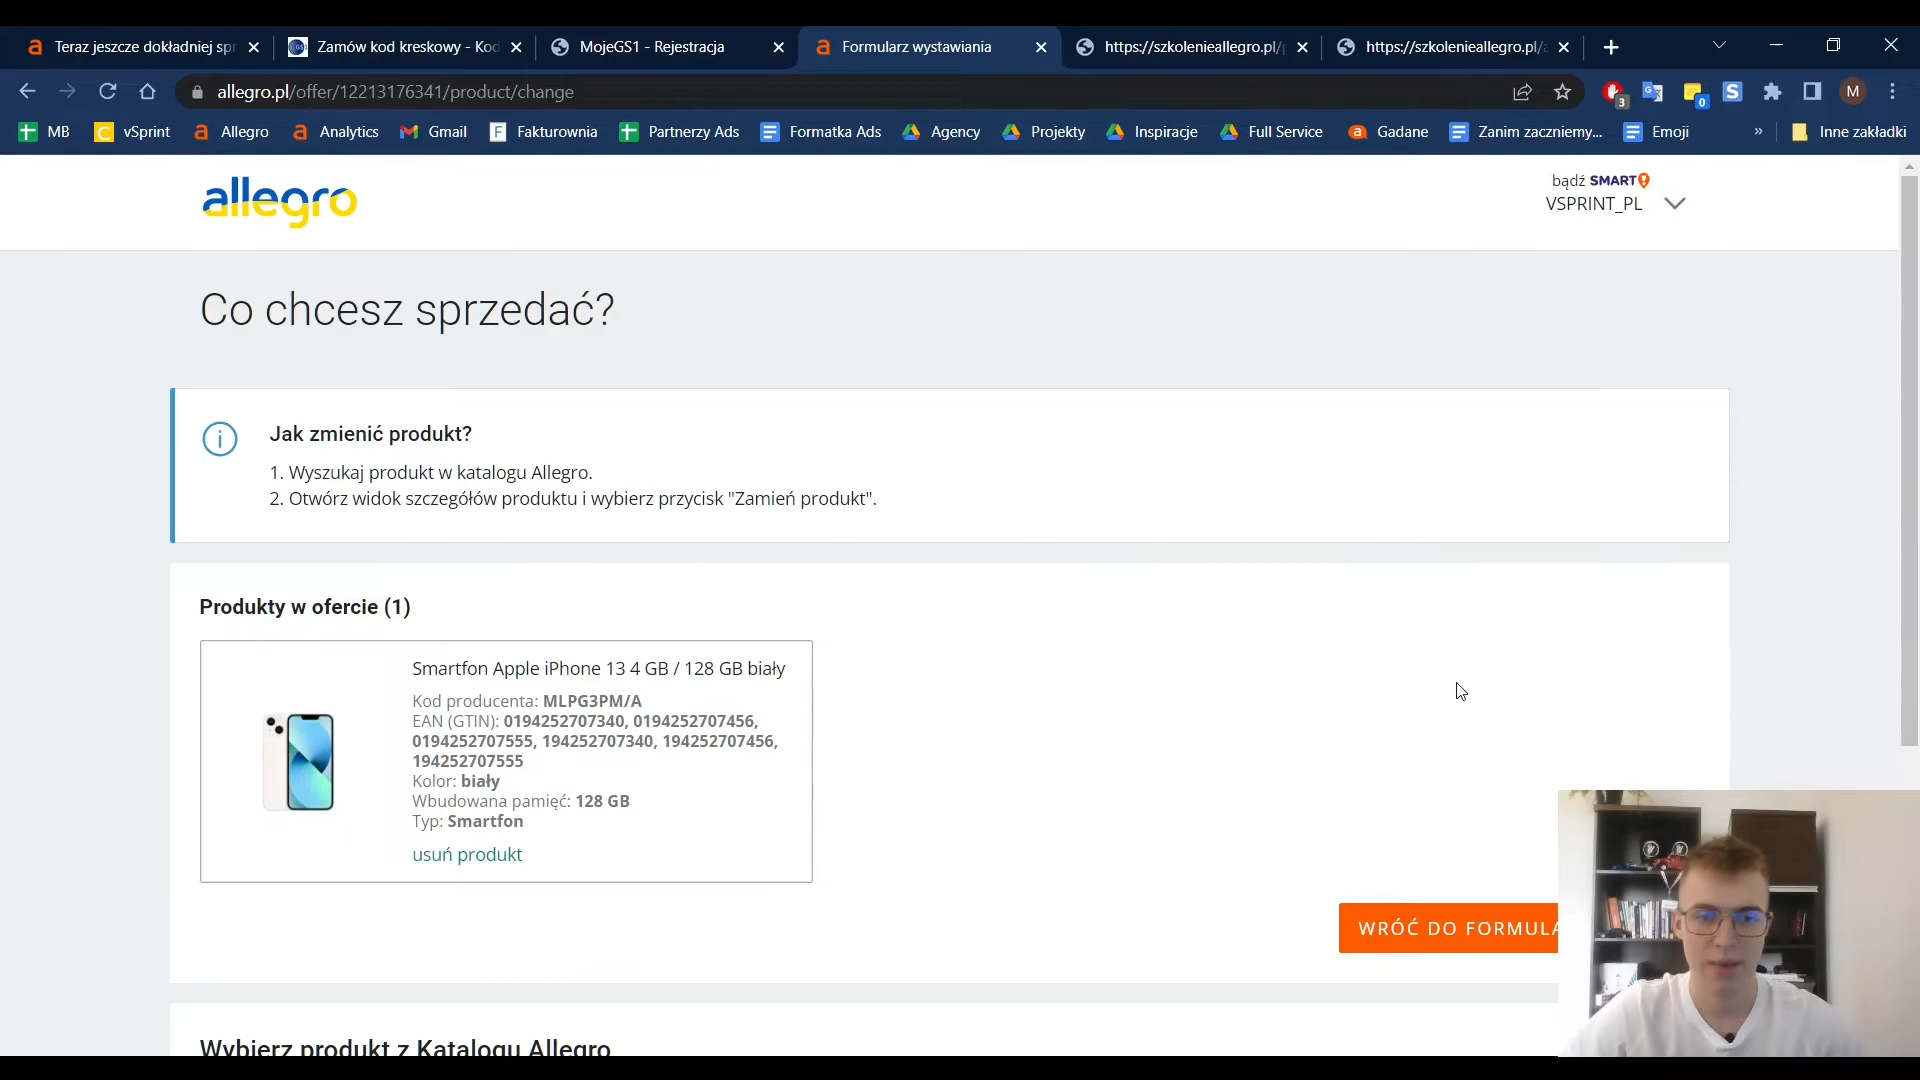 Teraz jeszcze dokładniej spr
Zamów kod kreskowy - Kod
MojeGS1 - Rejestracja
Formularz wystawiania
https://szkolenieallegro.pl/
https://szkolenieallegro.pl/
allegro.pl/offer/12213176341/product/change
3
0
S
M
MB
vSprint
Allegro
Analytics
Gmail
Fakturownia
Partnerzy Ads
Formatka Ads
Agency
Projekty
Inspiracje
Full Service
Gadane
Zanim zaczniemy...
Emoji
»
Inne zakładki
allegro
bądź SMART!
VSPRINT_PL
Co chcesz sprzedać?
Jak zmienić produkt?
1. Wyszukaj produkt w katalogu Allegro.
2. Otwórz widok szczegółów produktu i wybierz przycisk "Zamień produkt".
Produkty w ofercie (1)
Smartfon Apple iPhone 13 4 GB / 128 GB biały
Kod producenta: MLPG3PM/A
EAN (GTIN): 0194252707340, 0194252707456,
0194252707555, 194252707340, 194252707456,
194252707555
Kolor: biały
Wbudowana pamięć: 128 GB
Typ: Smartfon
usuń produkt
WRÓĆ DO FORMULA
Wybierz produkt z Katalogu Allegro